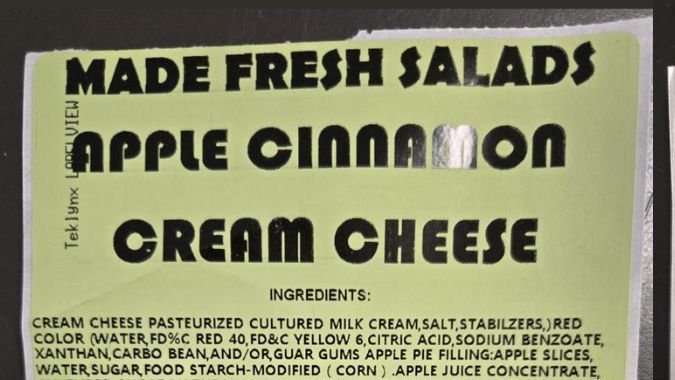 MADE FRESH SALADS
Teklynx LABELVIEW
APPLE CINNAMON
CREAM CHEESE
INGREDIENTS:
CREAM CHEESE PASTEURIZED CULTURED MILK CREAM,SALT,STABILZERS,)RED
COLOR (WATER,FD%C RED 40,FD&C YELLOW 6,CITRIC ACID,SODIUM BENZOATE,
XANTHAN,CARBO BEAN,AND/OR,GUAR GUMS APPLE PIE FILLING:APPLE SLICES,
WATER,SUGAR,FOOD STARCH-MODIFIED ( CORN ) .APPLE JUICE CONCENTRATE,